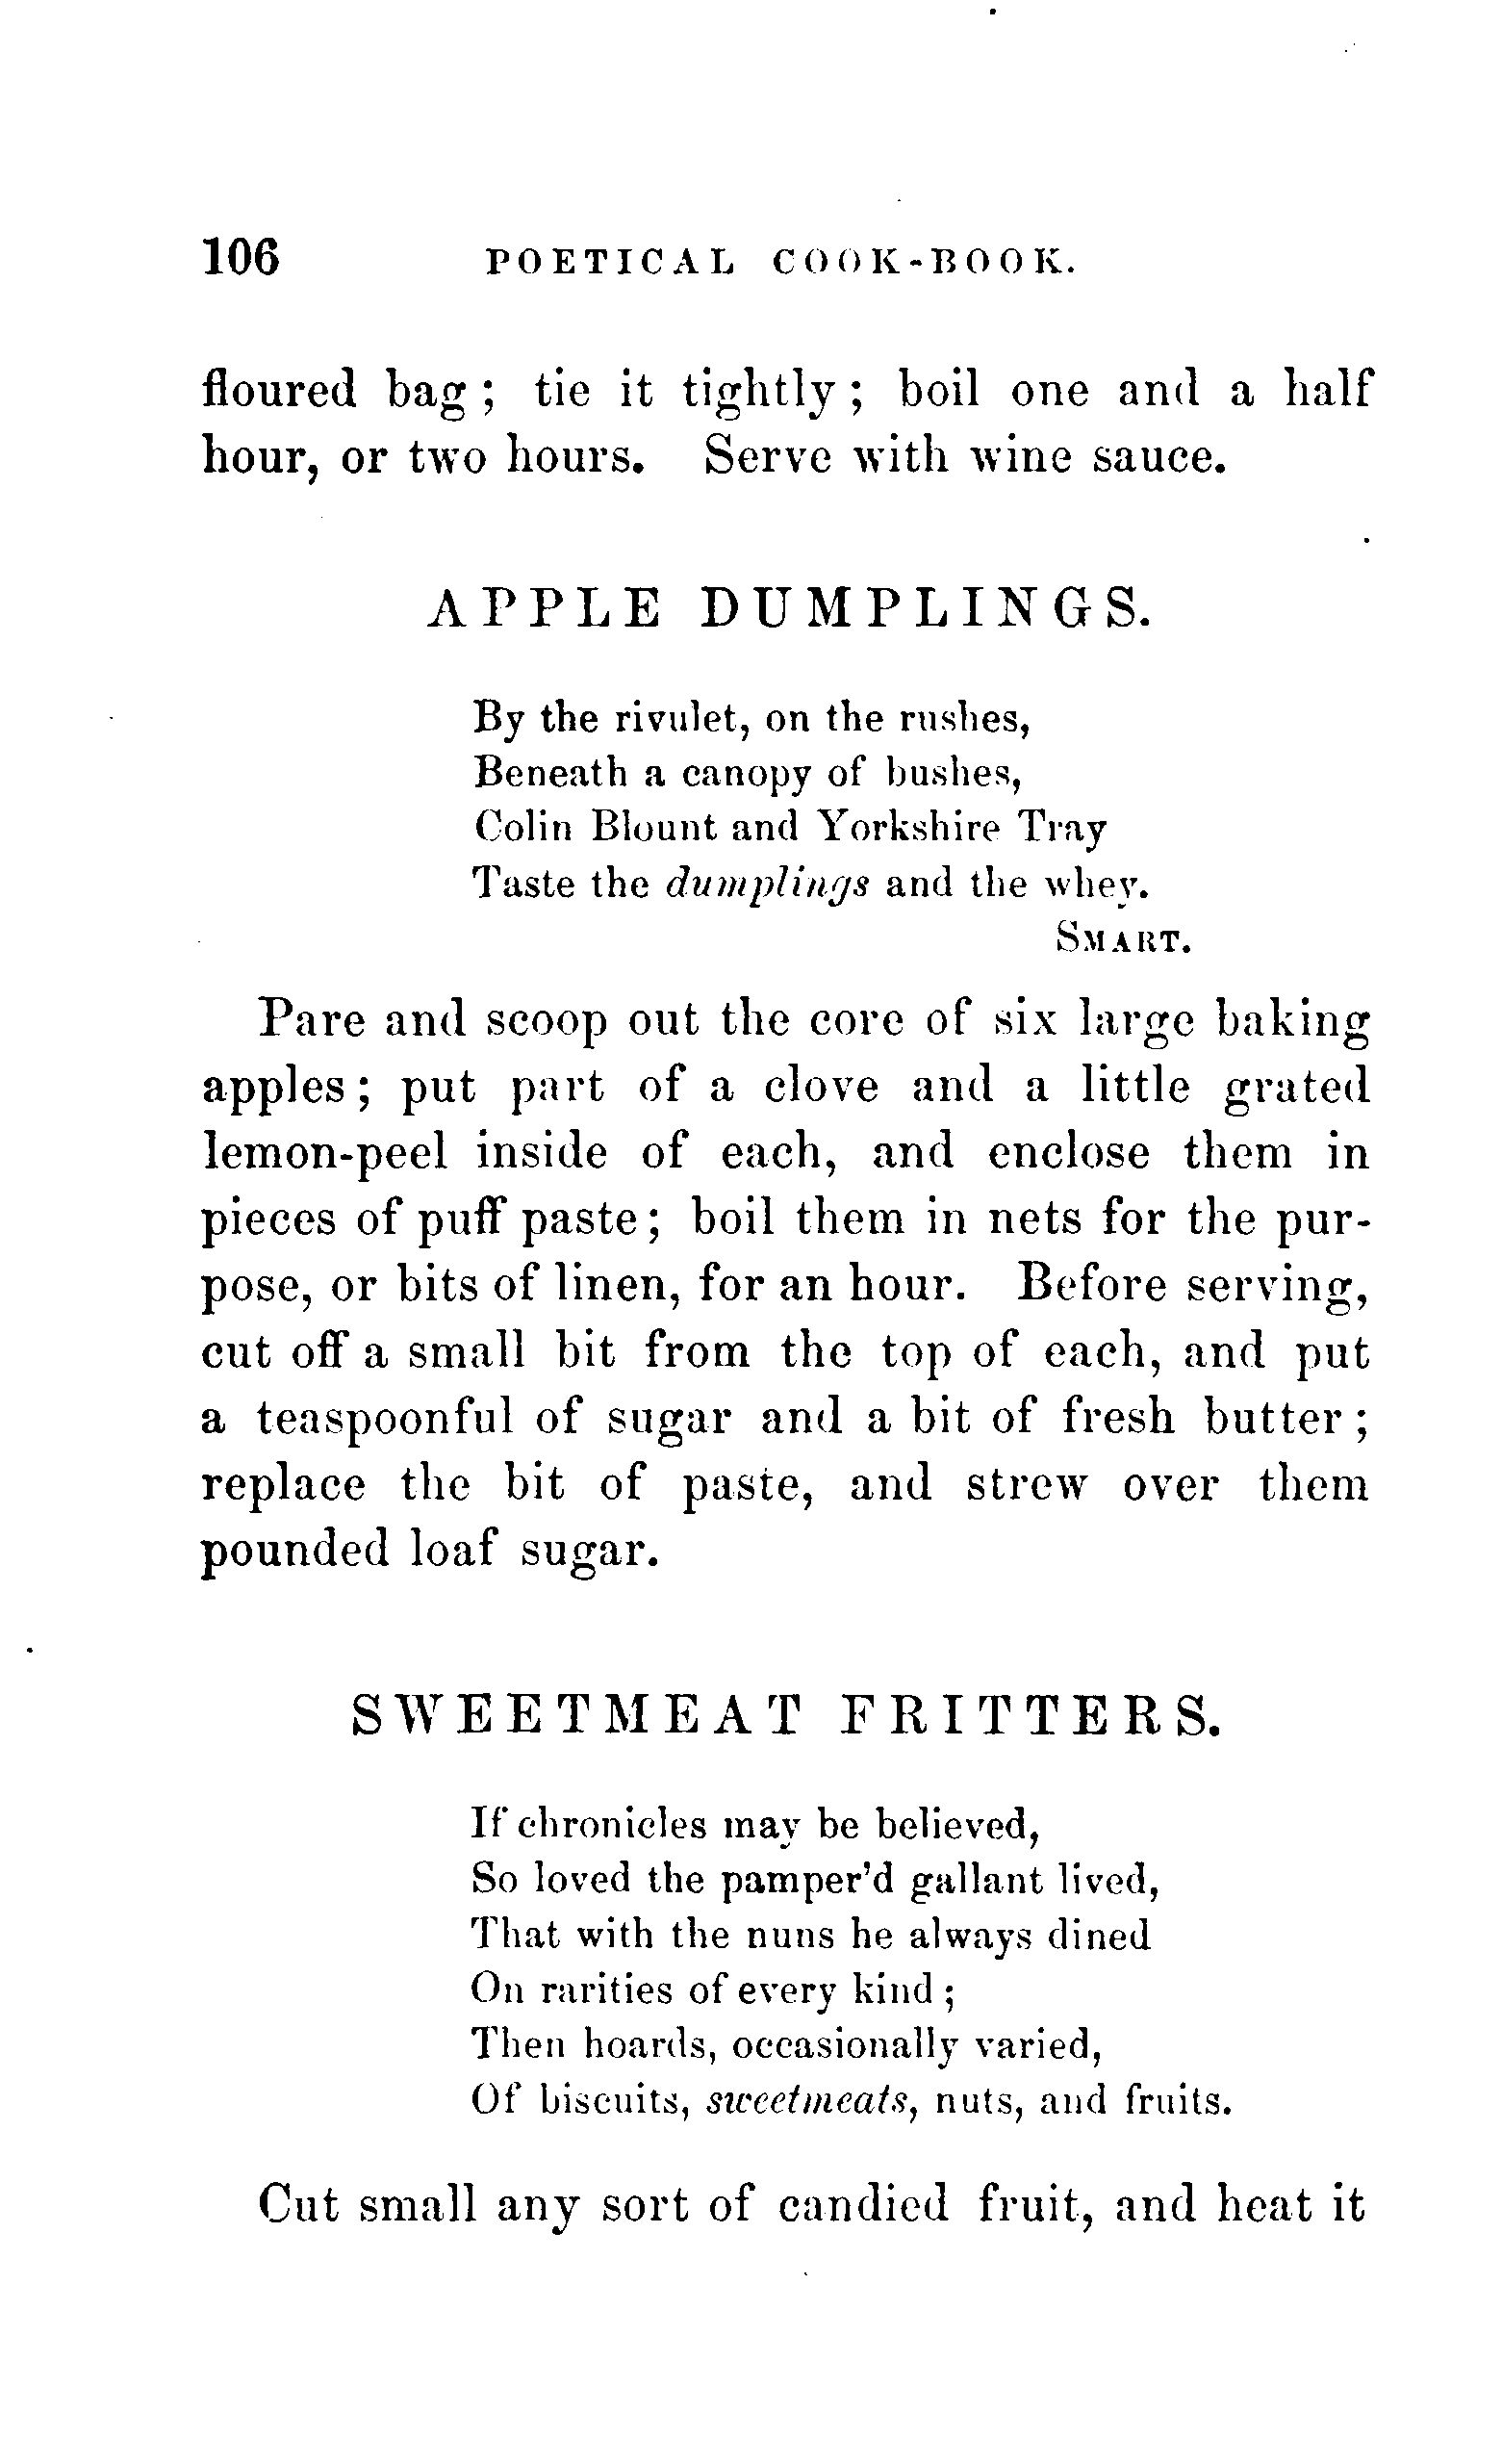 106 POETICAL COOK-BOOK.
floured bag; tie it tightly; boil one and a half
hour, or two hours. Serve with wine sauce.
APPLE DUMPLINGS.
By the rivulet, on the rushes,
Beneath a canopy of bushes,
Colin Blount and Yorkshire Tray
Taste the dumplings and the whey.
SMART.
Pare and scoop out the core of six large baking
apples; put part of a clove and a little grated
lemon-peel inside of each, and enclose them in
pieces of puff paste; boil them in nets for the pur-
pose, or bits of linen, for an hour. Before serving,
cut off a small bit from the top of each, and put
a teaspoonful of sugar and a bit of fresh butter;
replace the bit of paste, and strew over them
pounded loaf sugar.
SWEETMEAT FRITTERS.
If chronicles may be believed,
So loved the pamper'd gallant lived,
That with the nuns he always dined
On rarities of every kind;
Then hoards, occasionally varied,
Of biscuits, sweetmeats, nuts, and fruits.
Cut small any sort of candied fruit, and heat it